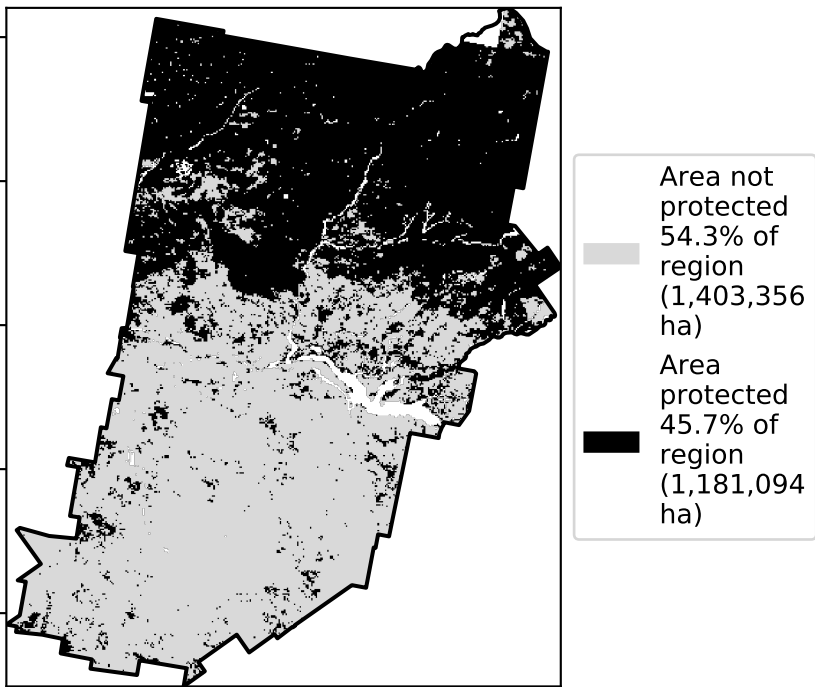 Area not
protected
54.3% of
region
(1,403,356
ha)
Area
protected
45.7% of
region
(1,181,094
ha)